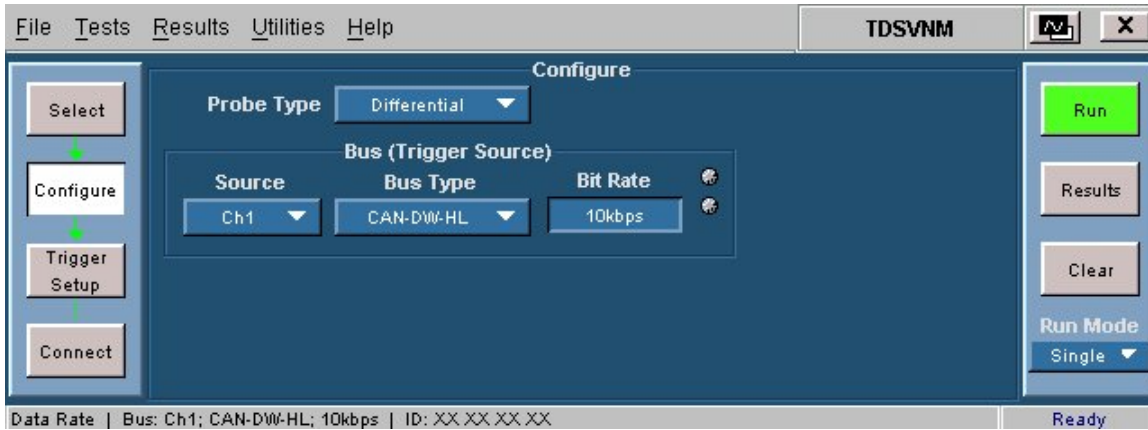 File Tests Results Utilities Help TDSVNM X
Configure
Select
Probe Type Differential
Run
Bus (Trigger Source)
Configure
Source Bus Type Bit Rate
Results
Ch1 CAN-DW-HL 10kbps
Trigger
Setup
Clear
Run Mode
Connect
Single
Data Rate | Bus: Ch1; CAN-DW-HL; 10kbps | ID: XX XX XX XX Ready